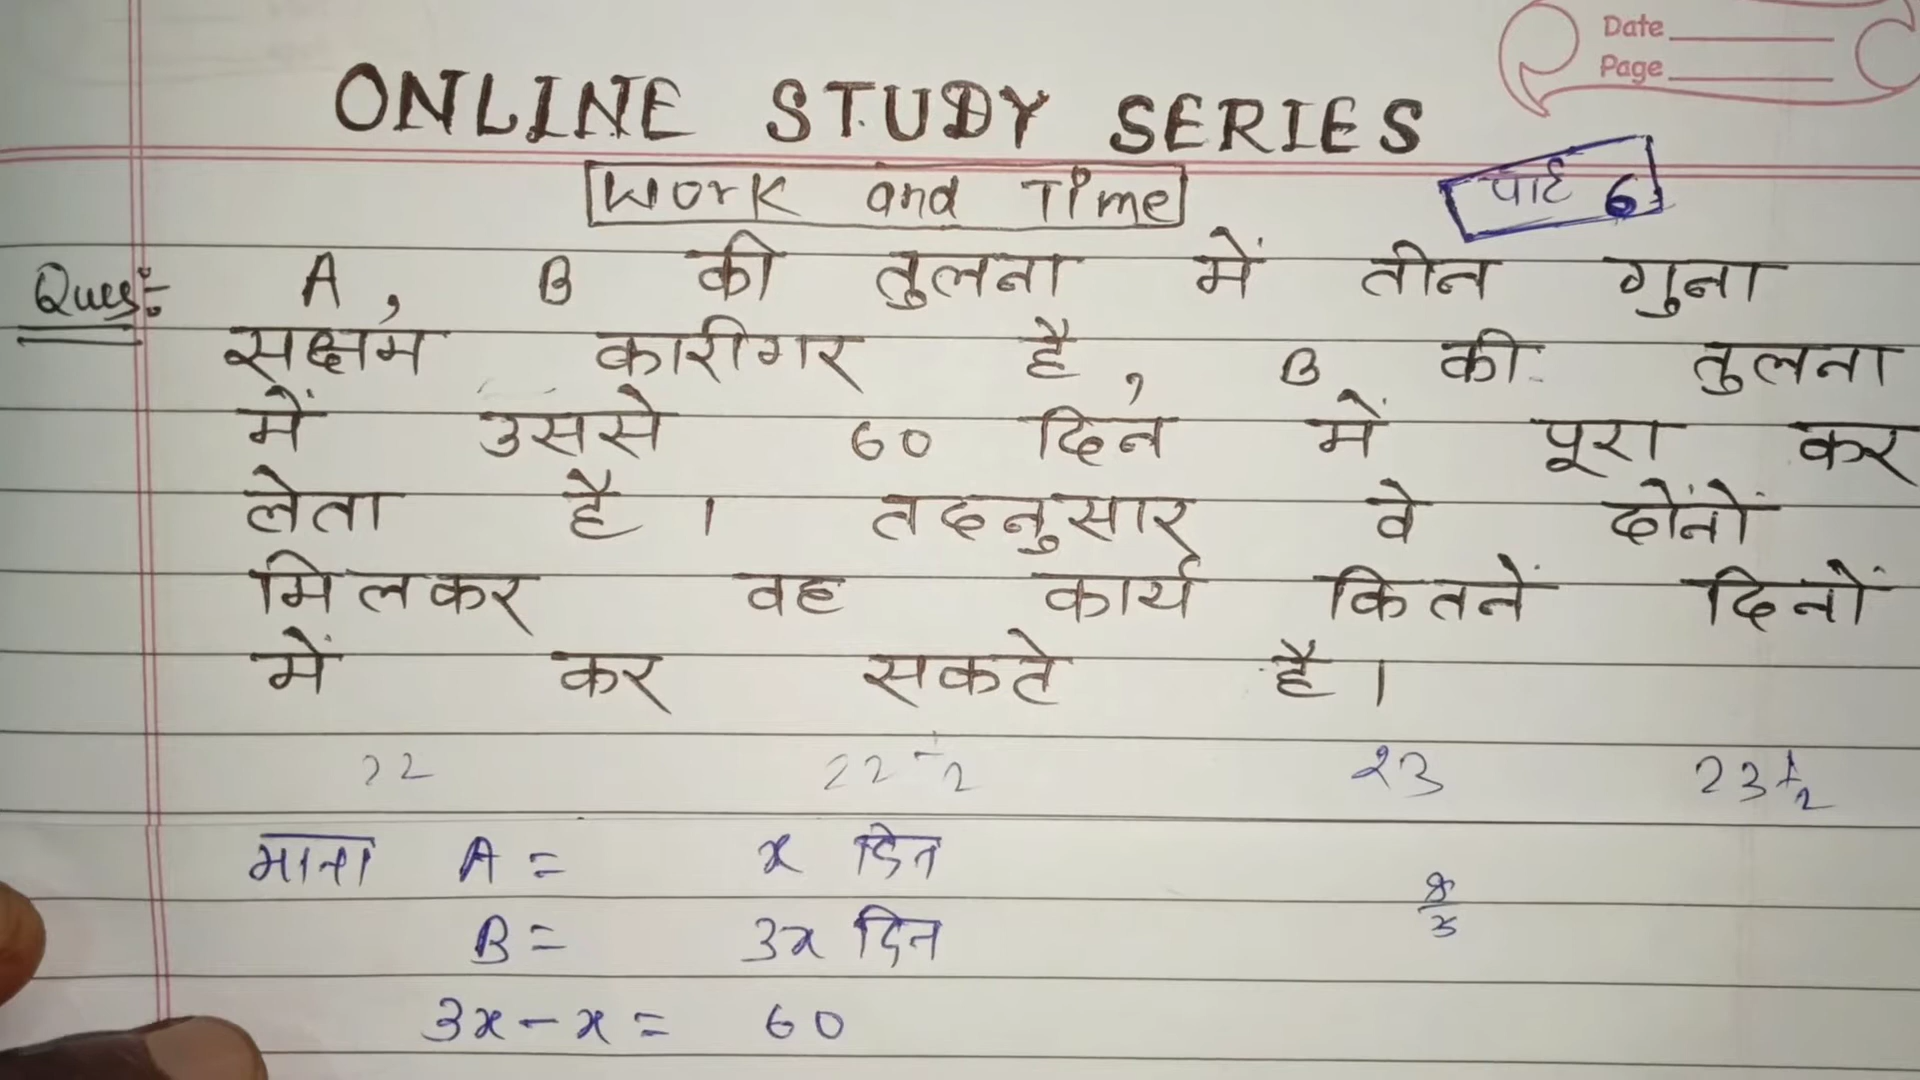 Date
Page
ONLINE STUDY SERIES
Work and Time
पार्ट 6
Ques:- A, B की तुलना में तीन गुना
सक्षम कारीगर है, B की तुलना
में उससे 60 दिन में पूरा कर
लेता है। तदनुसार वे दोंनों
मिलकर वह कार्य कितनें दिनों
में कर सकते है।
22 22 1/2 23 23 1/2
माना A = x दिन
B = 3x दिन
3x - x = 60